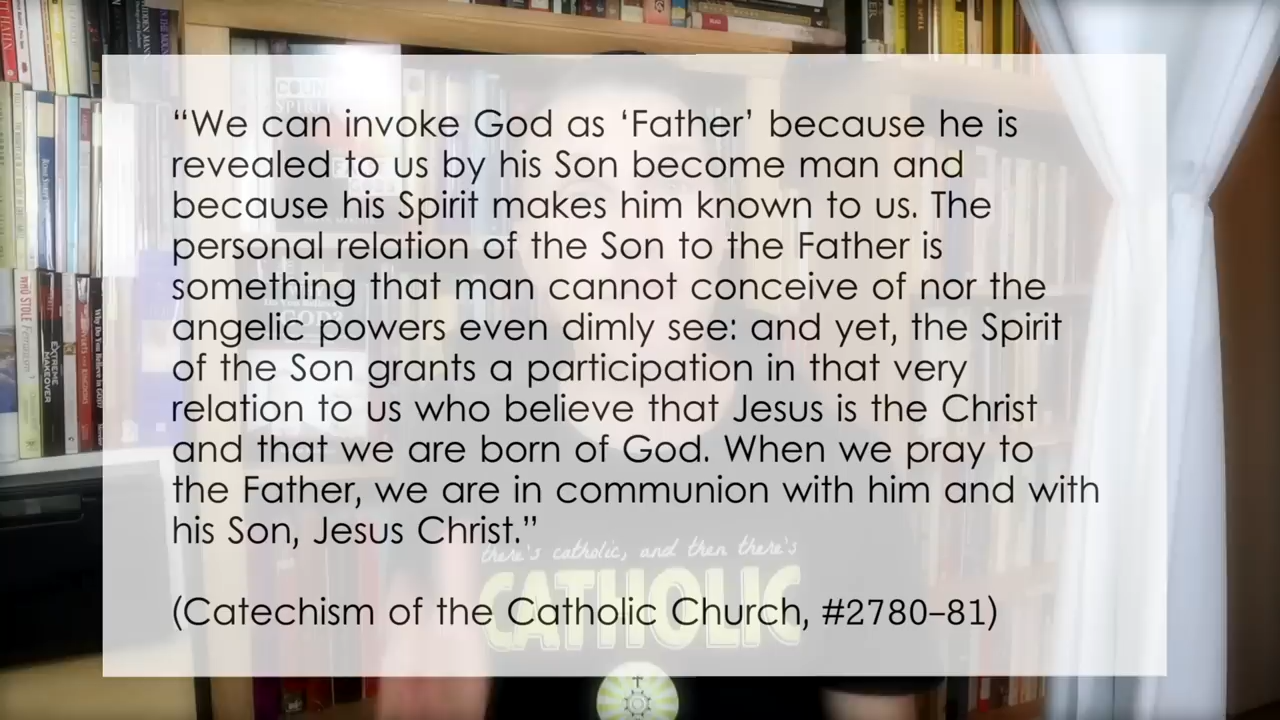 “We can invoke God as ‘Father’ because he is
revealed to us by his Son become man and
because his Spirit makes him known to us. The
personal relation of the Son to the Father is
something that man cannot conceive of nor the
angelic powers even dimly see: and yet, the Spirit
of the Son grants a participation in that very
relation to us who believe that Jesus is the Christ
and that we are born of God. When we pray to
the Father, we are in communion with him and with
his Son, Jesus Christ.”
there's catholic, and then there's
CATHOLIC
(Catechism of the Catholic Church, #2780–81)
WHO STOLE
EXTREME
MAKEOVER